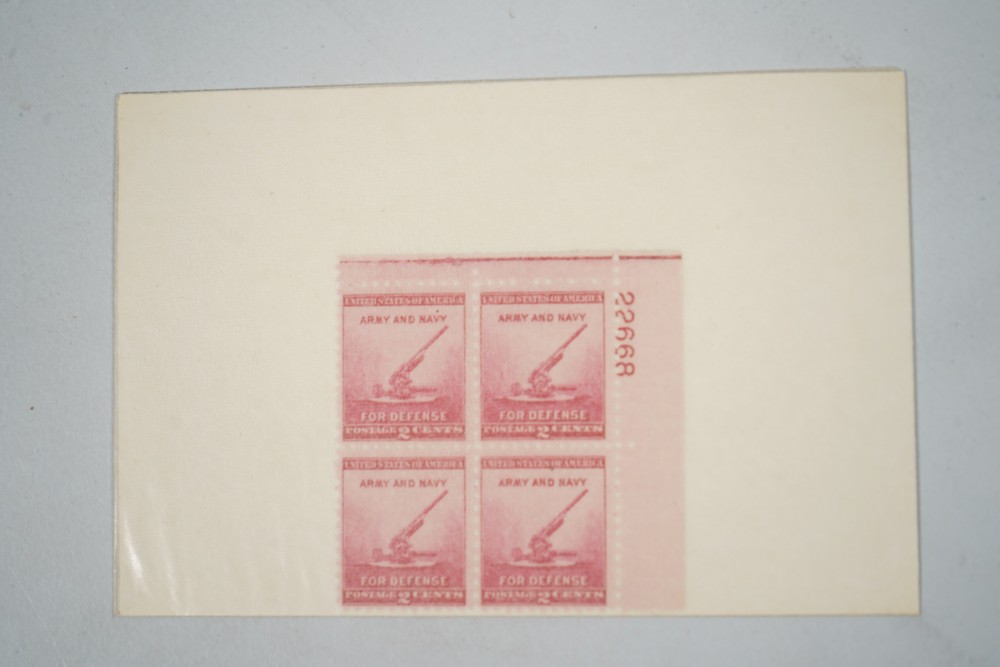 UNITED STATES OF AMERICA UNITED STATES OF AMERICA
ARMY AND NAVY ARMY AND NAVY
22668
FOR DEFENSE FOR DEFENSE
POSTAGE 2 CENTS POSTAGE 2 CENTS
UNITED STATES OF AMERICA UNITED STATES OF AMERICA
ARMY AND NAVY ARMY AND NAVY
FOR DEFENSE FOR DEFENSE
POSTAGE 2 CENTS POSTAGE 2 CENTS